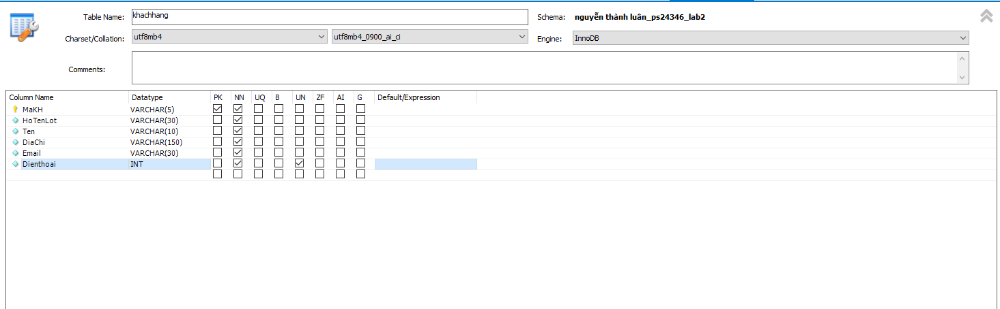 Table Name: khachhang Schema: nguyễn thành luân_ps24346_lab2
Charset/Collation: utf8mb4 utf8mb4_0900_ai_ci Engine: InnoDB
Comments:
Column Name Datatype PK NN UQ B UN ZF AI G Default/Expression
MaKH VARCHAR(5)
HoTenLot VARCHAR(30)
Ten VARCHAR(10)
DiaChi VARCHAR(150)
Email VARCHAR(30)
Dienthoai INT